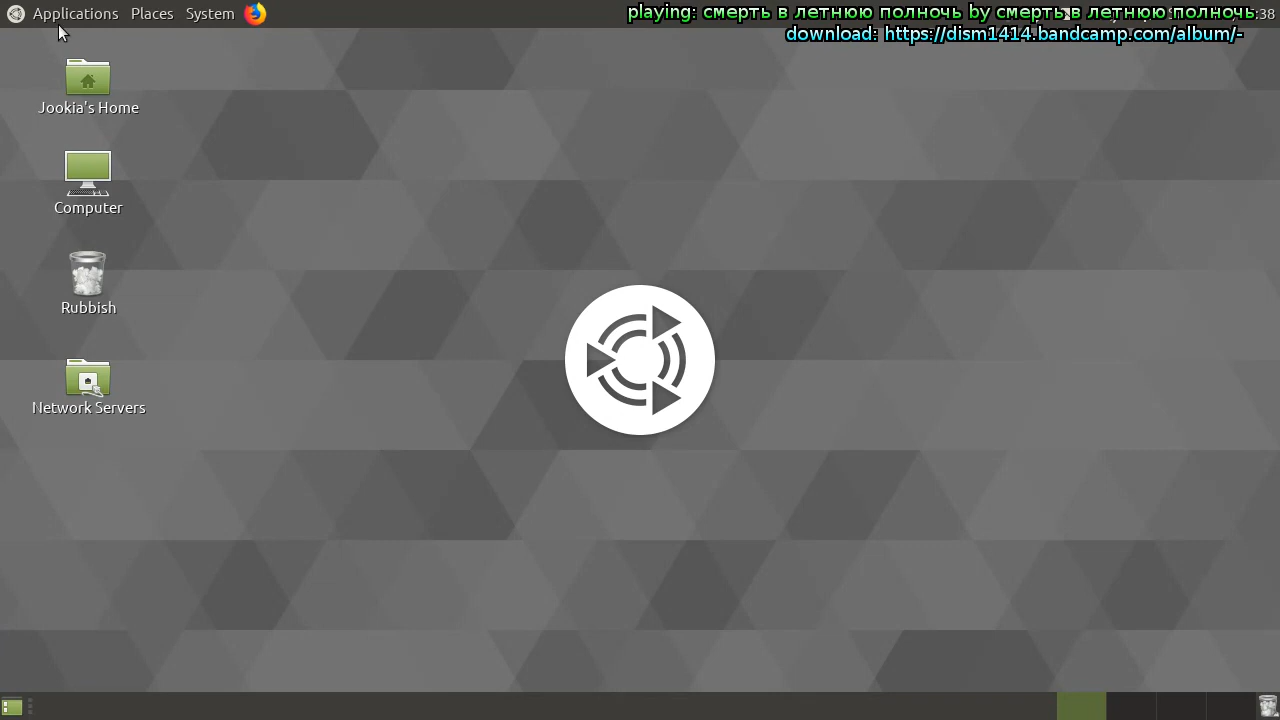 Applications Places System
playing: смерть в летнюю полночь by смерть в летнюю полночь
:38
download: https://dism1414.bandcamp.com/album/-
Jookia's Home
Computer
Rubbish
Network Servers